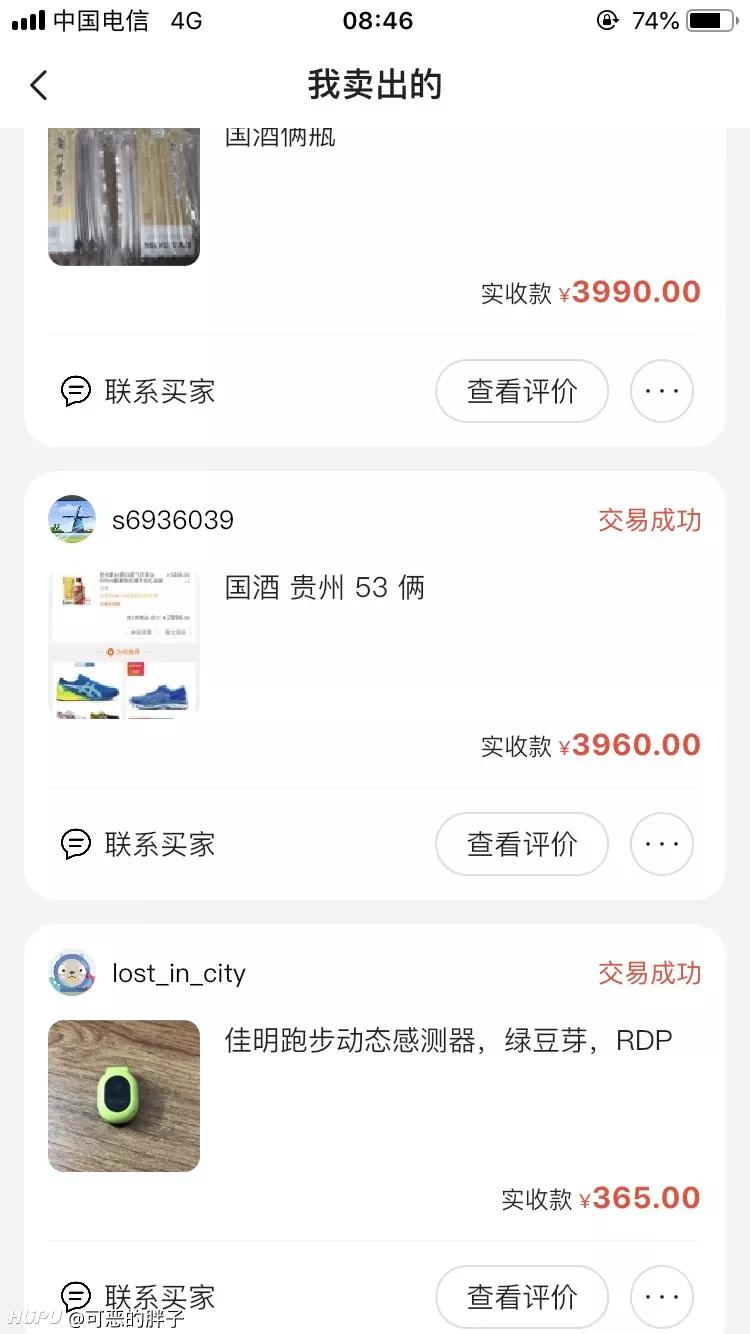 中国电信 4G 08:46 74%
我卖出的
国酒俩瓶
实收款 ¥3990.00
联系买家 查看评价 ···
s6936039 交易成功
国酒 贵州 53 俩
为你推荐
实收款 ¥3960.00
联系买家 查看评价 ···
lost_in_city 交易成功
佳明跑步动态感测器，绿豆芽，RDP
实收款 ¥365.00
联系买家 查看评价 ···
HUPU @可恶的胖子